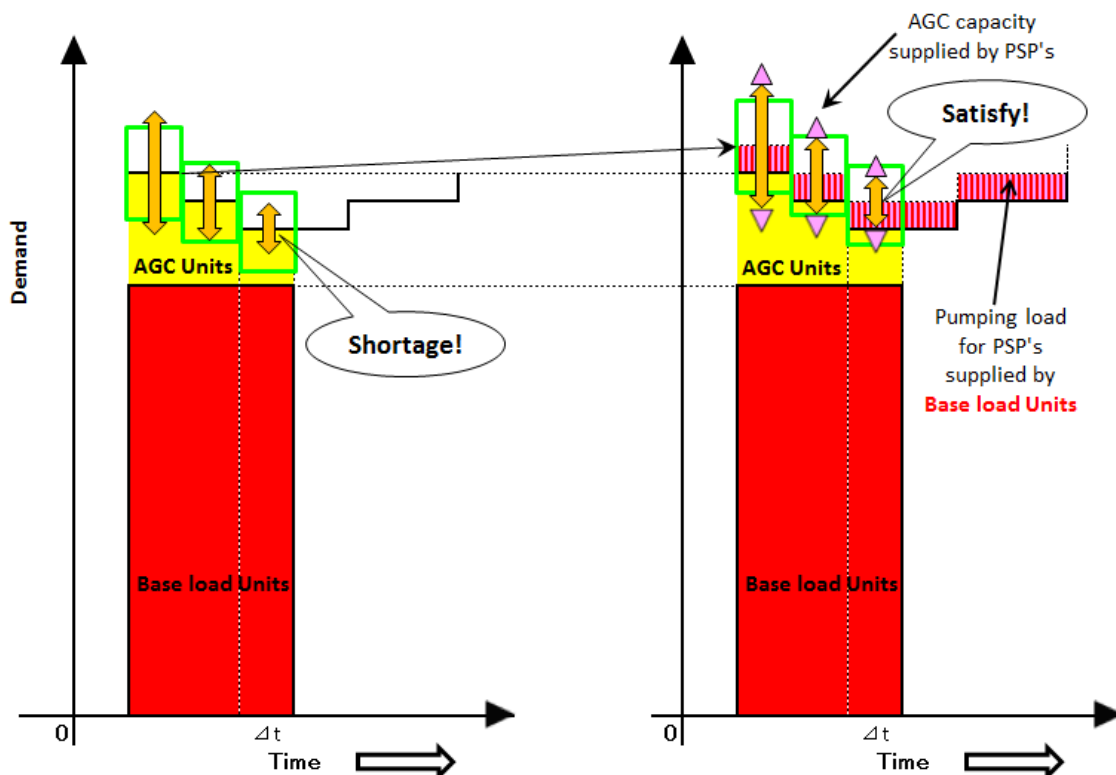 Demand
AGC Units
Shortage!
Base load Units
0
⊿t
Time
AGC capacity
supplied by PSP's
Satisfy!
AGC Units
Pumping load
for PSP's
supplied by
Base load Units
Base load Units
0
⊿t
Time